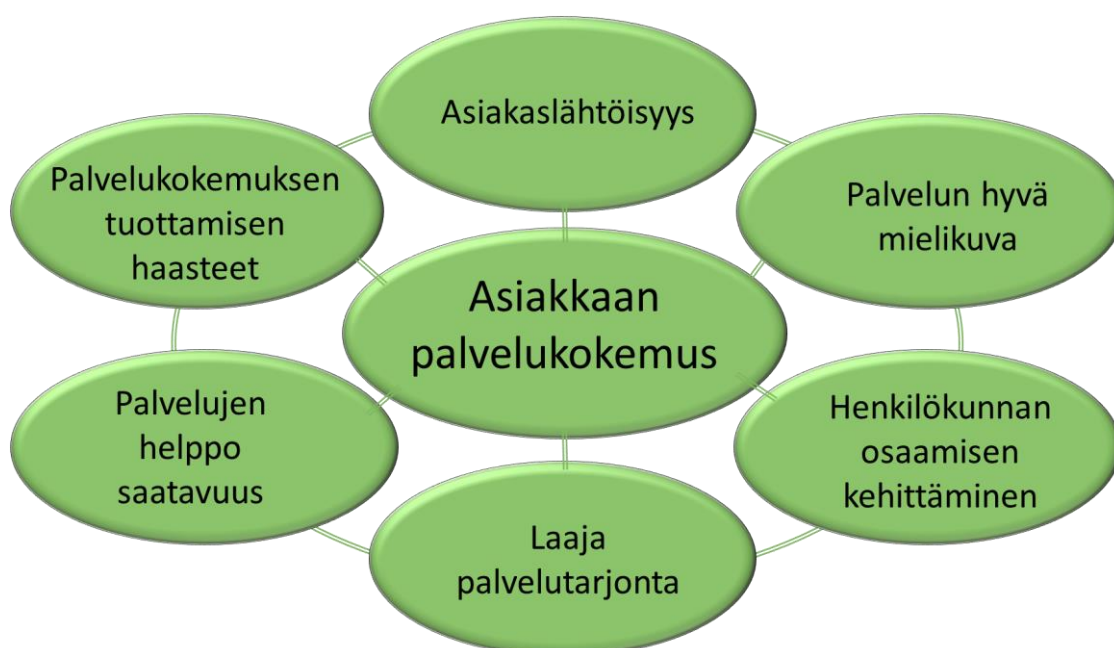 Asiakaslähtöisyys
Palvelun hyvä
mielikuva
Henkilökunnan
osaamisen
kehittäminen
Laaja
palvelutarjonta
Palvelujen
helppo
saatavuus
Palvelukokemuksen
tuottamisen
haasteet
Asiakkaan
palvelukokemus